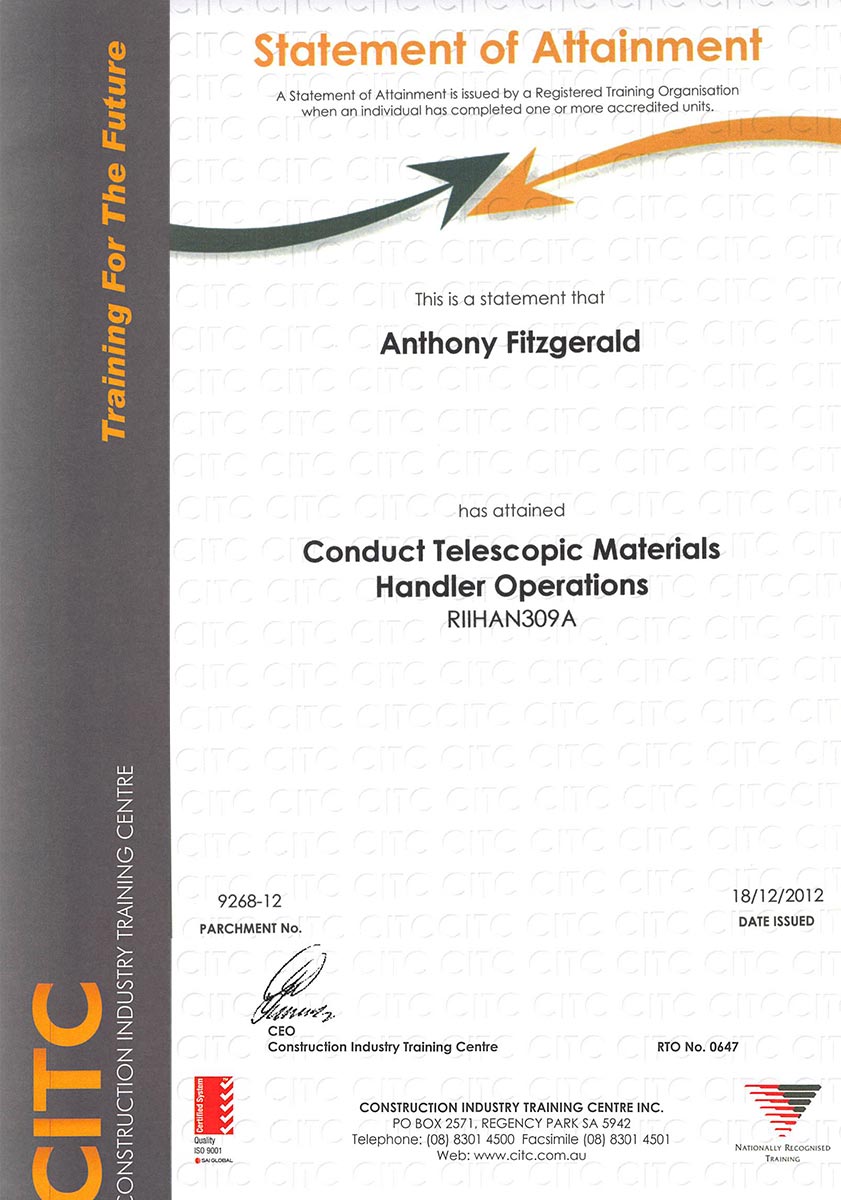 Statement of Attainment
A Statement of Attainment is issued by a Registered Training Organisation
when an individual has completed one or more accredited units.
Training For The Future
This is a statement that
Anthony Fitzgerald
has attained
Conduct Telescopic Materials
Handler Operations
RIIHAN309A
9268-12
PARCHMENT No.
18/12/2012
DATE ISSUED
CEO
Construction Industry Training Centre
RTO No. 0647
CITC
CONSTRUCTION INDUSTRY TRAINING CENTRE
Certified System
Quality
ISO 9001
SAI GLOBAL
CONSTRUCTION INDUSTRY TRAINING CENTRE INC.
PO BOX 2571, REGENCY PARK SA 5942
Telephone: (08) 8301 4500 Facsimile (08) 8301 4501
Web: www.citc.com.au
NATIONALLY RECOGNISED
TRAINING